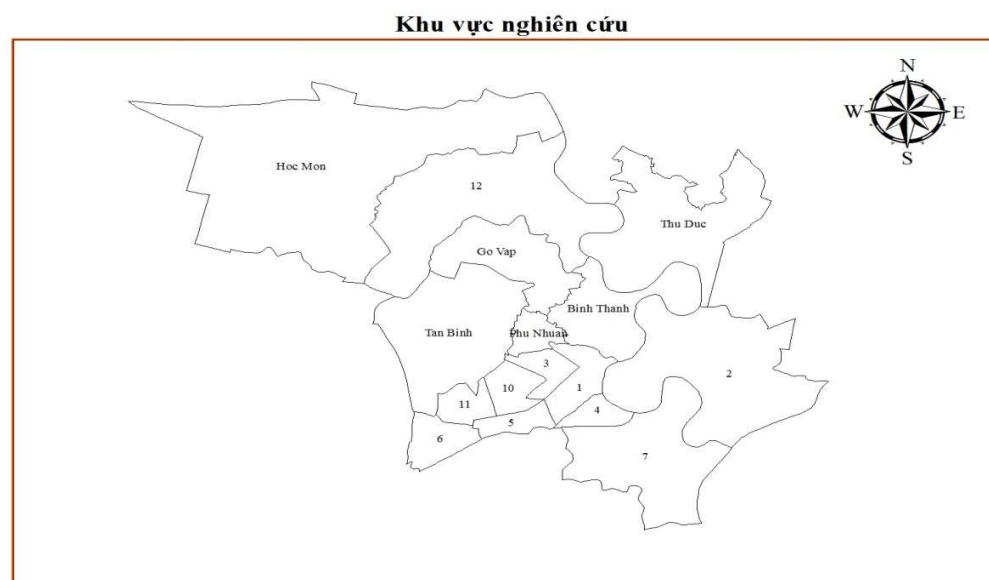 Khu vực nghiên cứu
N
W E
S
Hoc Mon
12
Thu Duc
Go Vap
Binh Thanh
Tan Binh
Phu Nhuan
3
2
10
1
11
4
5
6
7